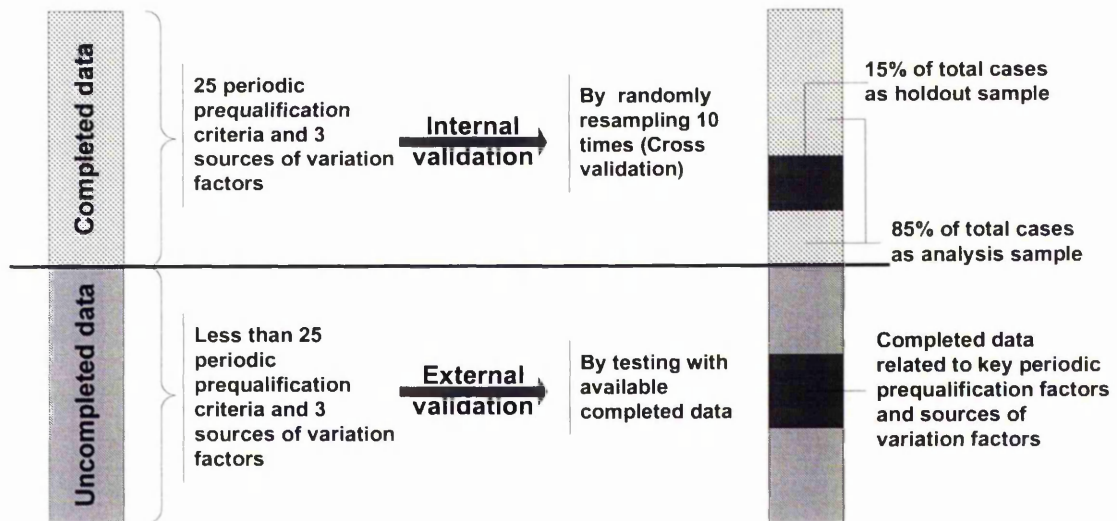 Completed data
25 periodic
prequalification
criteria and 3
sources of variation
factors
Internal
validation
By randomly
resampling 10
times (Cross
validation)
15% of total cases
as holdout sample
85% of total cases
as analysis sample
Uncompleted data
Less than 25
periodic
prequalification
criteria and 3
sources of variation
factors
External
validation
By testing with
available
completed data
Completed data
related to key periodic
prequalification factors
and sources of
variation factors